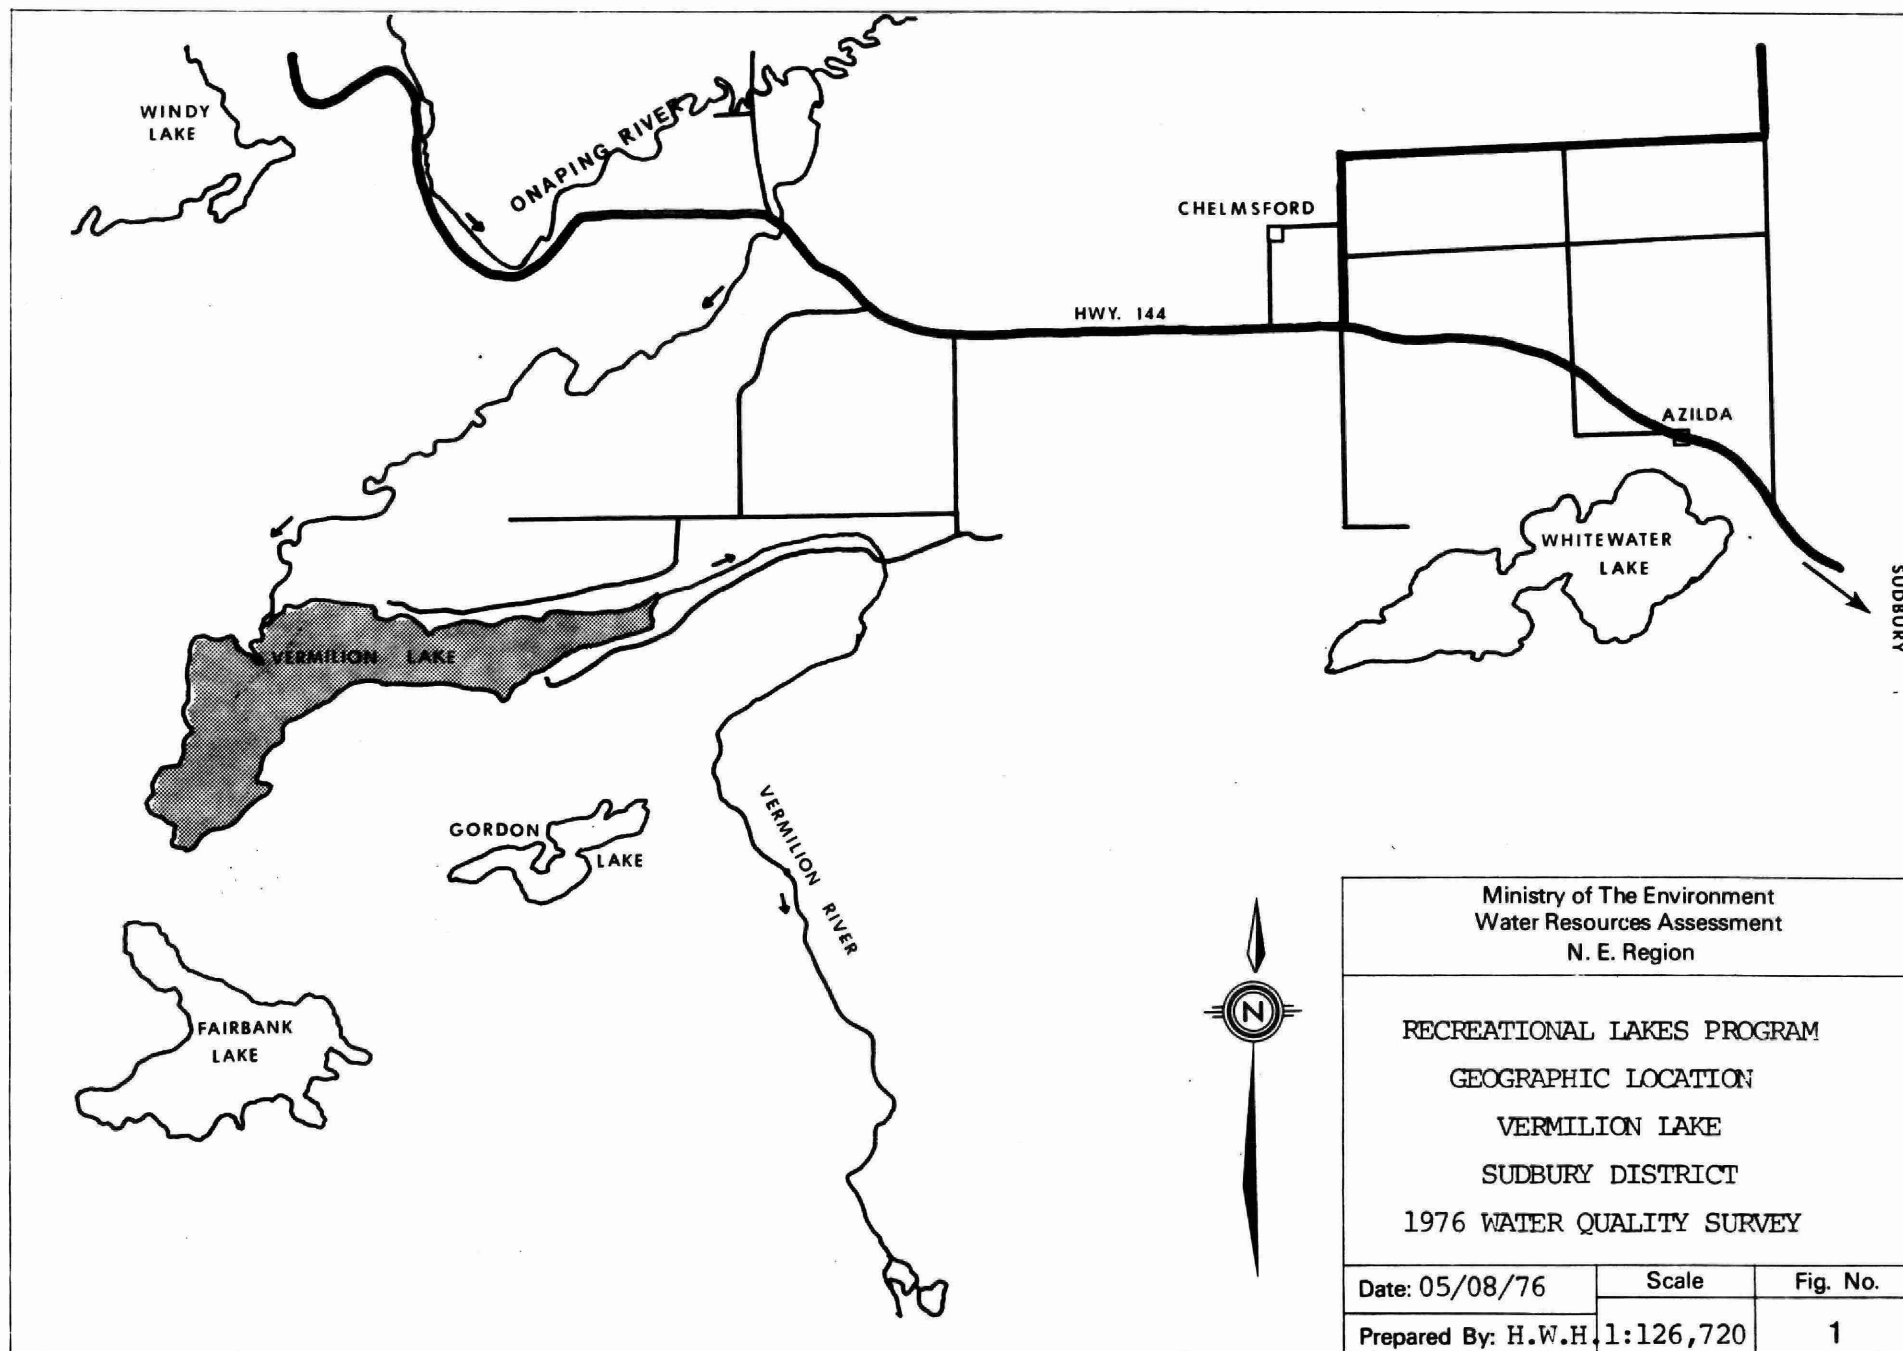 WINDY
LAKE
ONAPING RIVER
CHELMSFORD
HWY. 144
AZILDA
WHITEWATER
LAKE
SUDBURY
VERMILION LAKE
GORDON
LAKE
VERMILION RIVER
FAIRBANK
LAKE
N
Ministry of The Environment
Water Resources Assessment
N. E. Region
RECREATIONAL LAKES PROGRAM
GEOGRAPHIC LOCATION
VERMILION LAKE
SUDBURY DISTRICT
1976 WATER QUALITY SURVEY
Date: 05/08/76
Scale
Fig. No.
Prepared By: H.W.H.
1:126,720
1